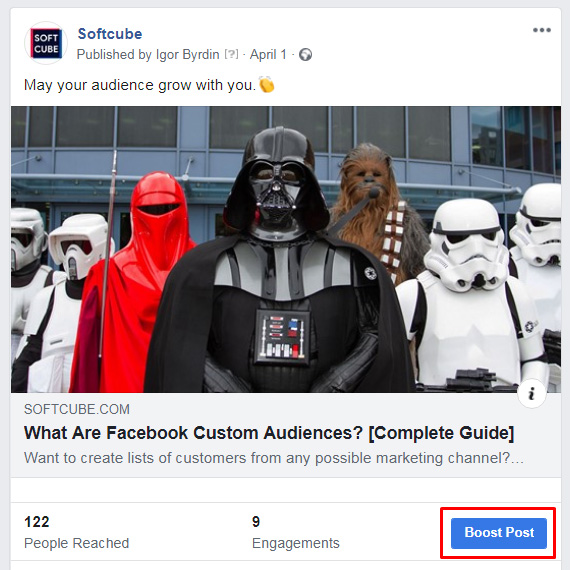 SOFT
CUBE
Softcube
Published by Igor Byrdin [?] · April 1 ·
May your audience grow with you.👏
SOFTCUBE.COM
What Are Facebook Custom Audiences? [Complete Guide]
Want to create lists of customers from any possible marketing channel?...
122
People Reached
9
Engagements
Boost Post